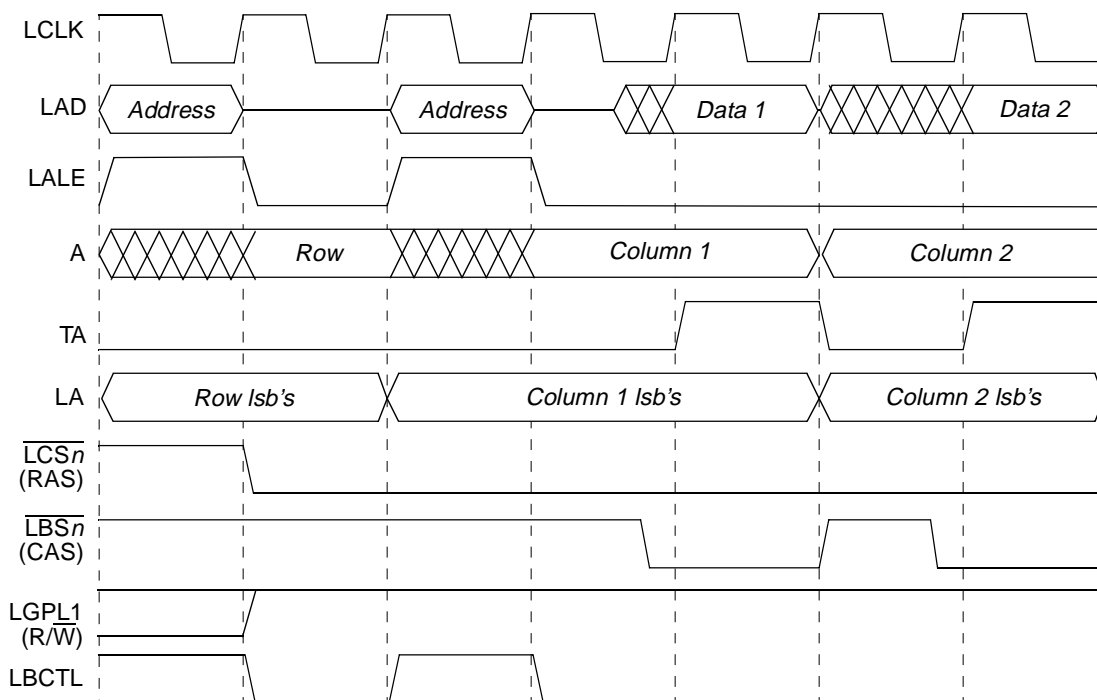 LCLK
LAD Address Address Data 1 Data 2
LALE
A Row Column 1 Column 2
TA
LA Row lsb's Column 1 lsb's Column 2 lsb's
LCSn
(RAS)
LBSn
(CAS)
LGPL1
(R/W)
LBCTL